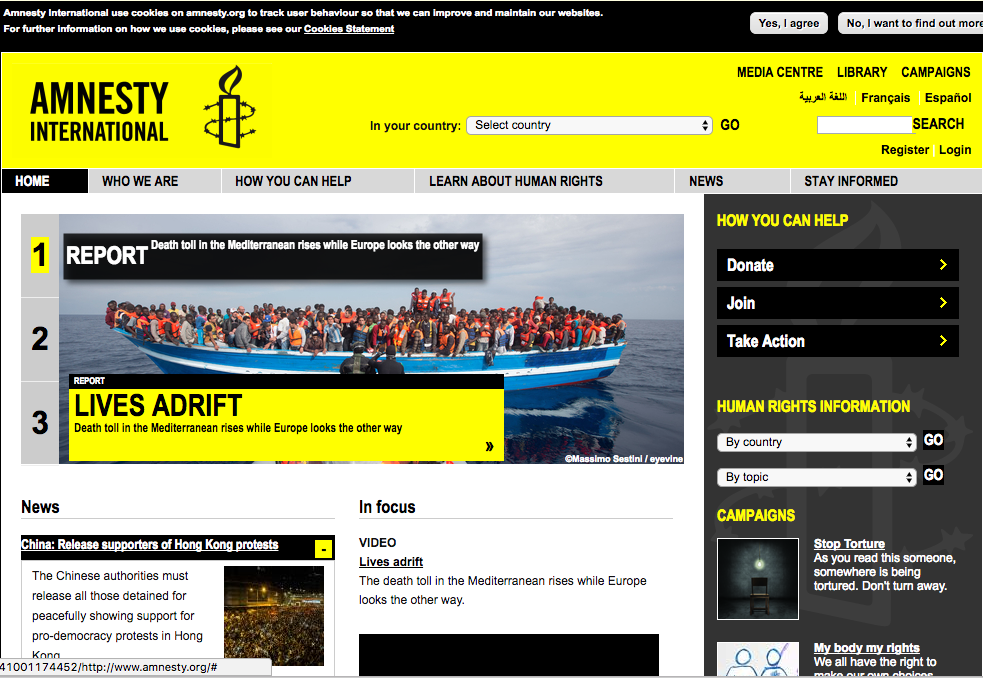 Amnesty International use cookies on amnesty.org to track user behaviour so that we can improve and maintain our websites.
For further information on how we use cookies, please see our Cookies Statement
Yes, I agree
No, I want to find out more
AMNESTY
INTERNATIONAL
MEDIA CENTRE LIBRARY CAMPAIGNS
اللغة العربية Français Español
In your country: Select country GO
SEARCH
Register | Login
HOME WHO WE ARE HOW YOU CAN HELP LEARN ABOUT HUMAN RIGHTS NEWS STAY INFORMED
1
2
3
REPORT Death toll in the Mediterranean rises while Europe looks the other way
REPORT
LIVES ADRIFT
Death toll in the Mediterranean rises while Europe looks the other way
»
©Massimo Sestini / eyevine
News
China: Release supporters of Hong Kong protests
-
The Chinese authorities must
release all those detained for
peacefully showing support for
pro-democracy protests in Hong
Kong
41001174452/http://www.amnesty.org/#
In focus
VIDEO
Lives adrift
The death toll in the Mediterranean rises while Europe
looks the other way.
HOW YOU CAN HELP
Donate
Join
Take Action
HUMAN RIGHTS INFORMATION
By country GO
By topic GO
CAMPAIGNS
Stop Torture
As you read this someone,
somewhere is being
tortured. Don't turn away.
My body my rights
We all have the right to
make our own choices